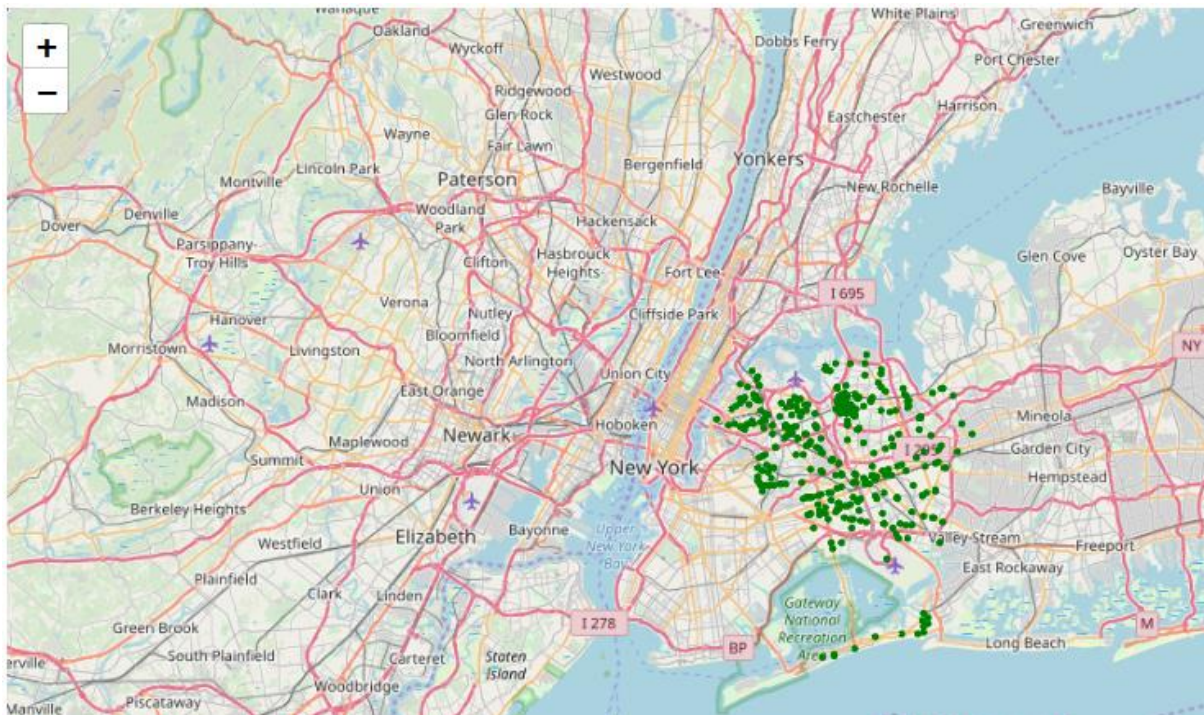 +
−
Wanaque
Oakland
Wyckoff
Ridgewood
Glen Rock
Fair Lawn
Westwood
Dobbs Ferry
White Plains
Greenwich
Port Chester
Harrison
Eastchester
Wayne
Lincoln Park
Montville
Paterson
Bergenfield
Yonkers
New Rochelle
Bayville
Denville
Dover
Woodland
Park
Hackensack
Parsippany-
Troy Hills
Clifton
Hasbrouck
Heights
Fort Lee
Glen Cove
Oyster Bay
I 695
Verona
Nutley
Cliffside Park
Hanover
Bloomfield
Morristown
Livingston
North Arlington
Union City
NY
East Orange
Madison
Mineola
Maplewood
Newark
Hoboken
Garden City
I 295
Summit
New York
Hempstead
Union
Berkeley Heights
Elizabeth
Bayonne
Upper
New York
Bay
Westfield
Valley Stream
Freeport
East Rockaway
Plainfield
Clark
Linden
Gateway
National
Recreation
Area
I 278
M
Green Brook
Long Beach
BP
South Plainfield
Carteret
Staten
Island
Woodbridge
Piscataway